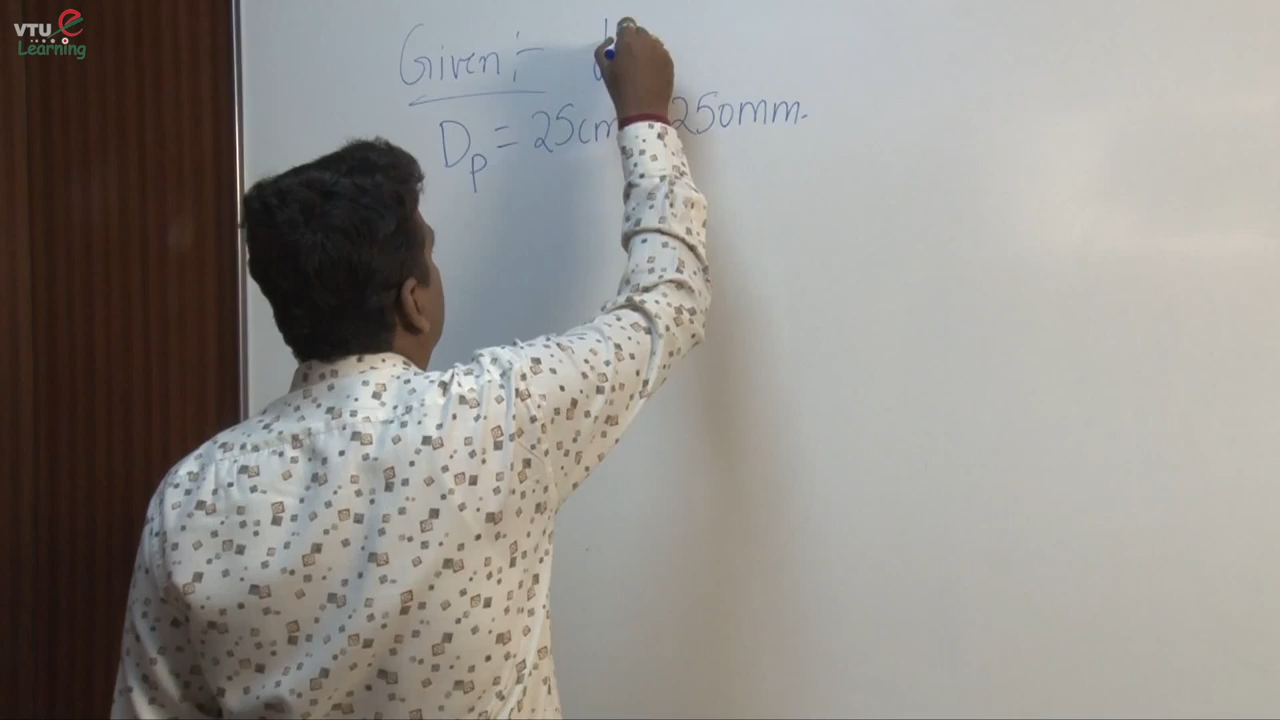 VTU e
Learning
Given :-
Dp = 25cm 250mm.